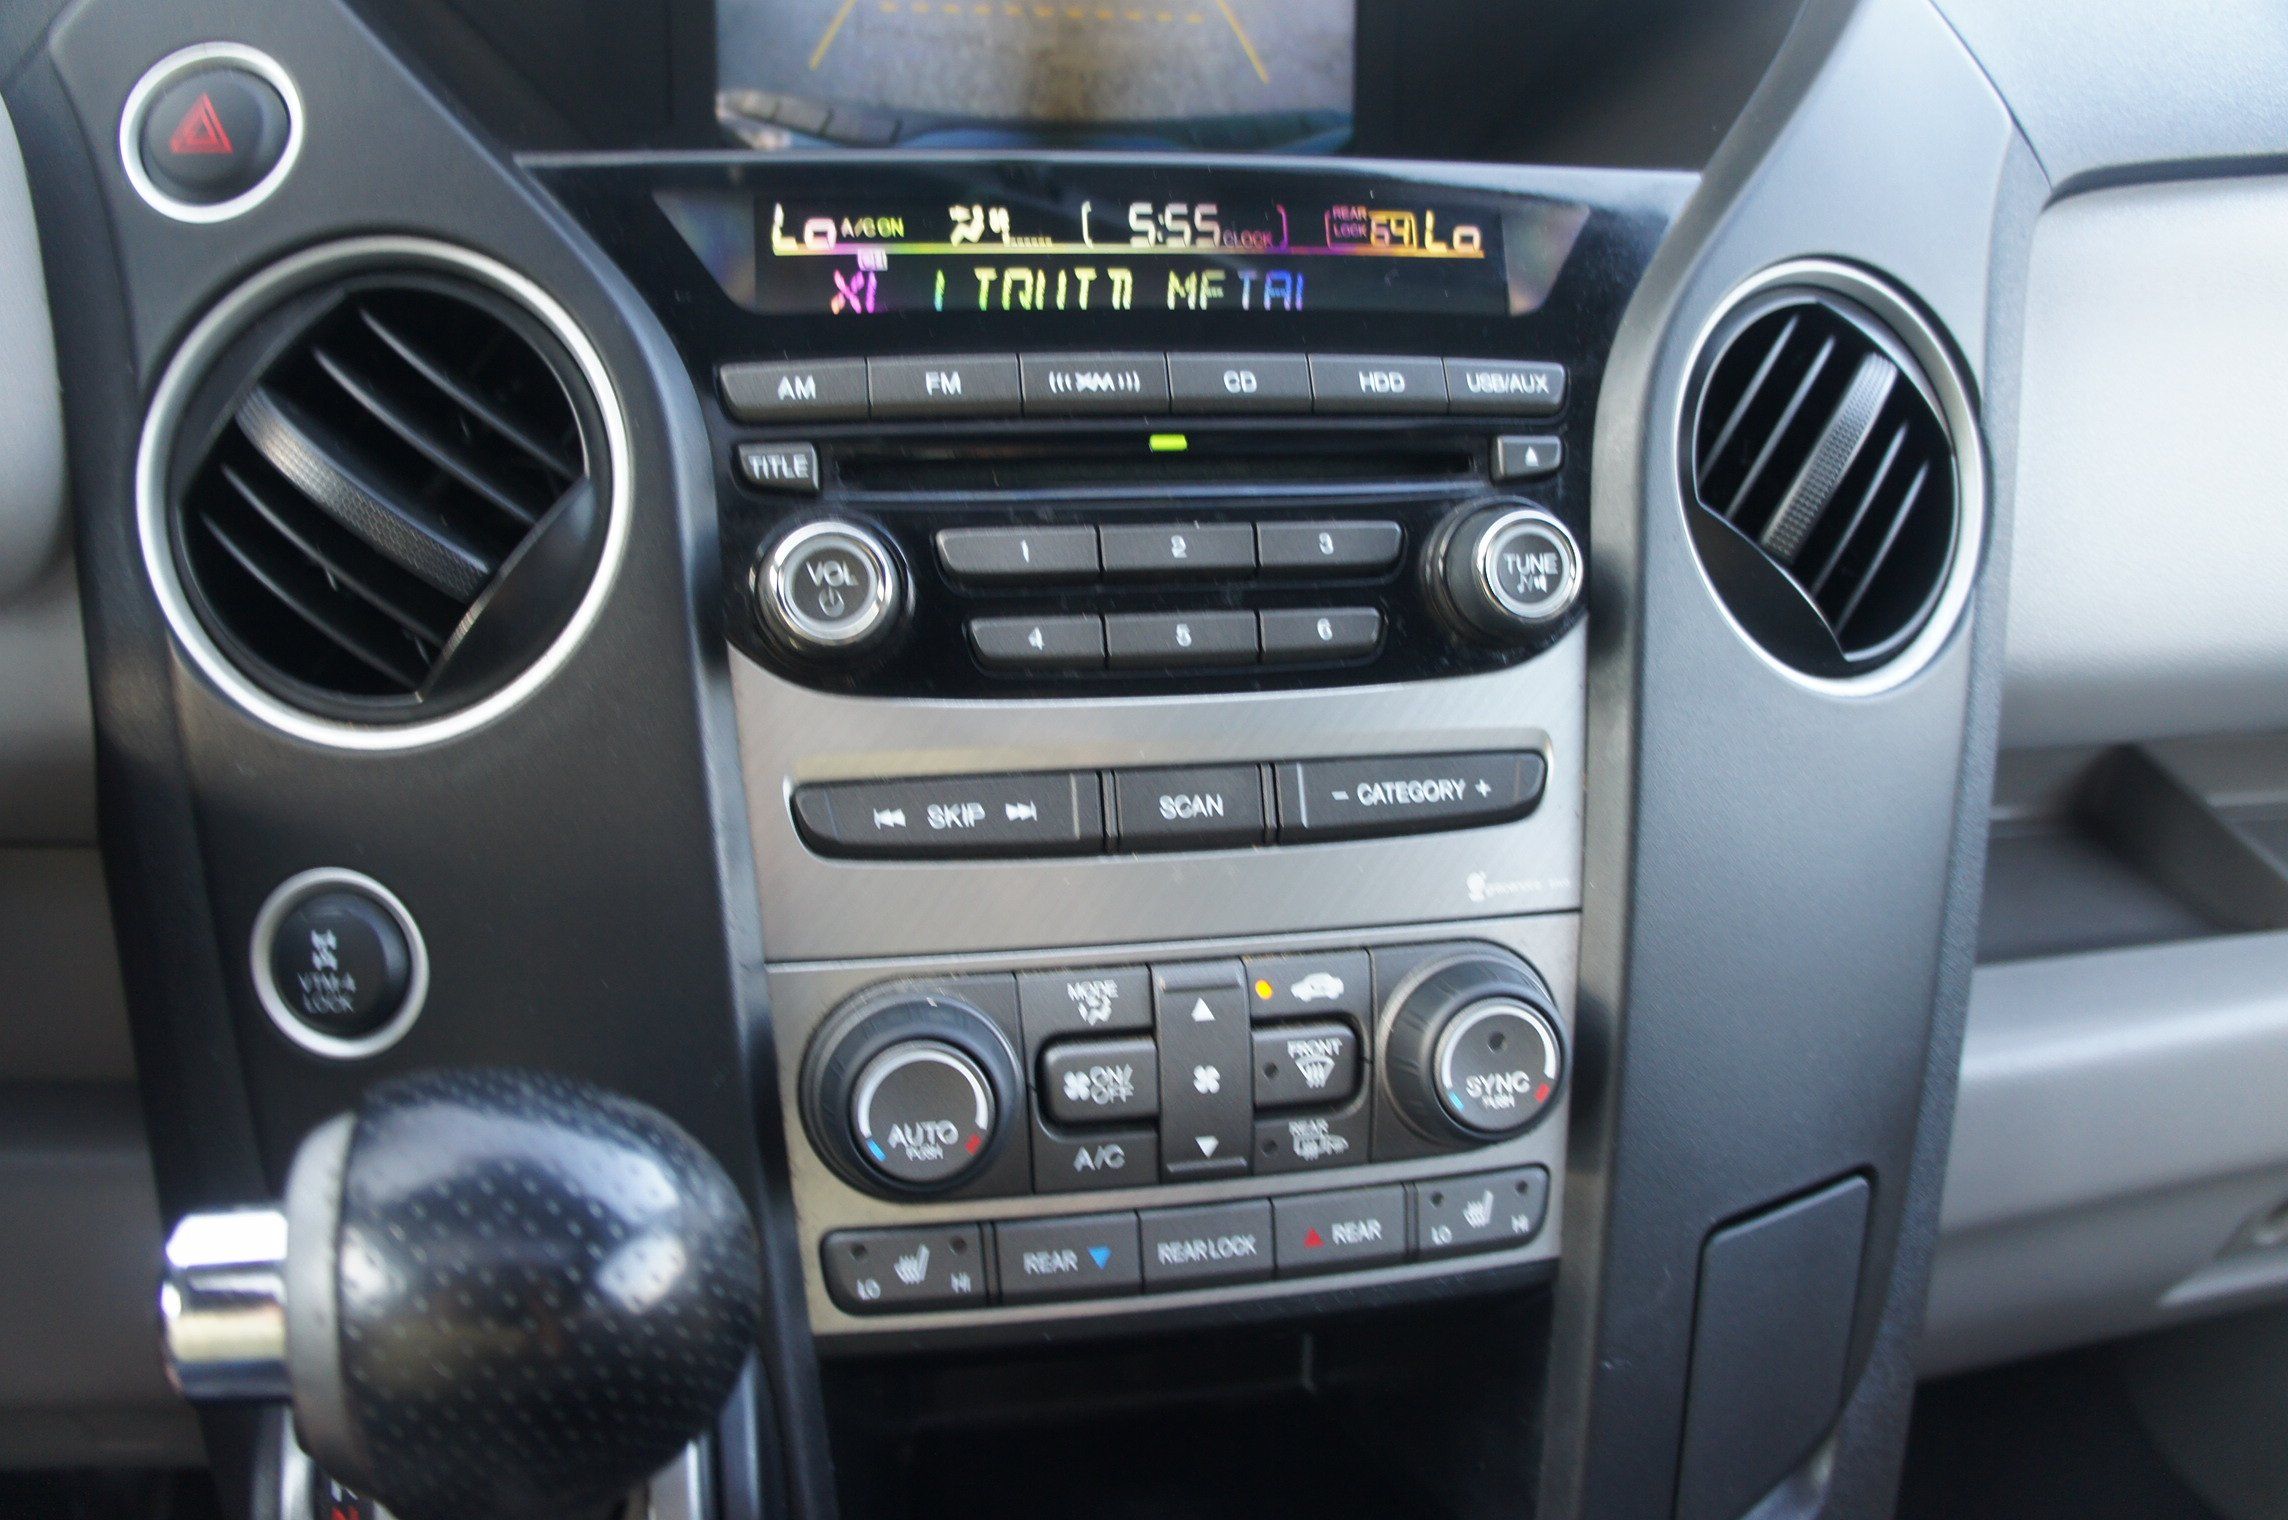 Lo A/C ON 5:55 CLOCK REAR LOCK 64 Lo
AM FM XM CD HDD USB/AUX
TITLE
VOL 1 2 3 TUNE
4 5 6
SKIP SCAN - CATEGORY +
VTM-4
LOCK
MODE
ON/OFF FRONT
AUTO SYNC
PUSH PUSH
A/C REAR
LO HI REAR REAR LOCK REAR LO HI